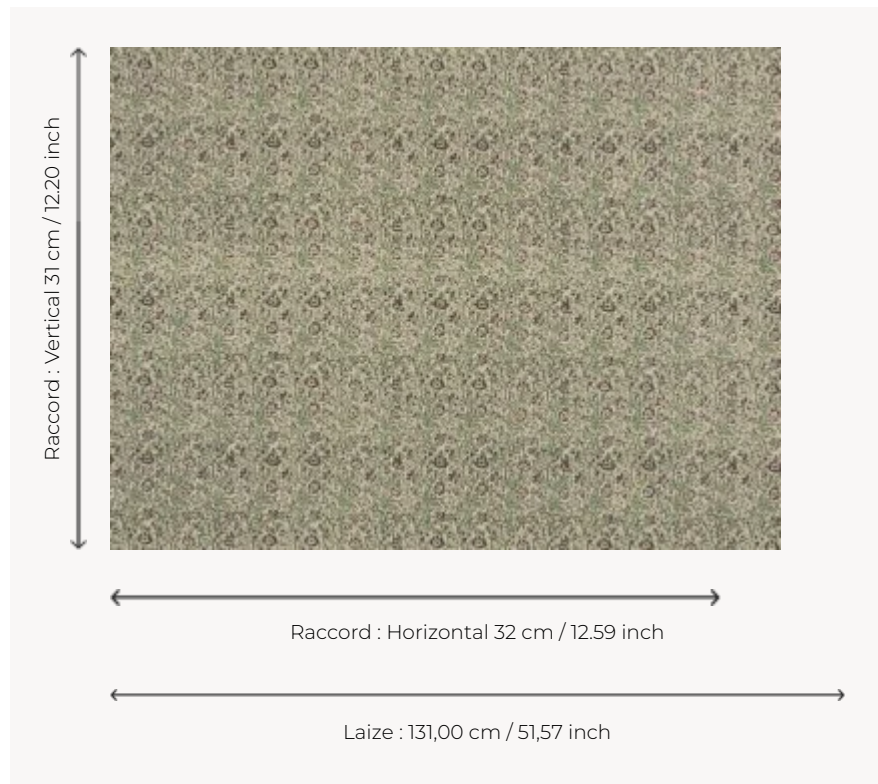 Raccord : Vertical 31 cm / 12.20 inch
Raccord : Horizontal 32 cm / 12.59 inch
Laize : 131,00 cm / 51,57 inch